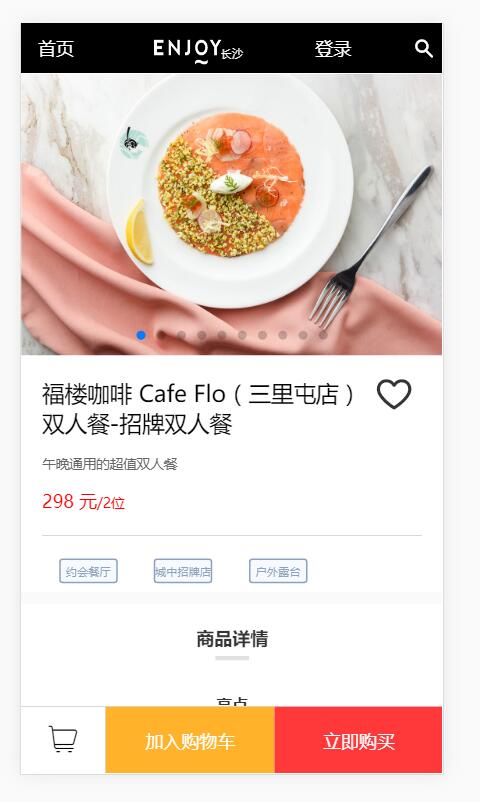 首页 ENJOY长沙 登录
福楼咖啡 Cafe Flo（三里屯店）
双人餐-招牌双人餐
午晚通用的超值双人餐
298 元/2位
约会餐厅 城中招牌店 户外露台
商品详情
亮点
加入购物车 立即购买